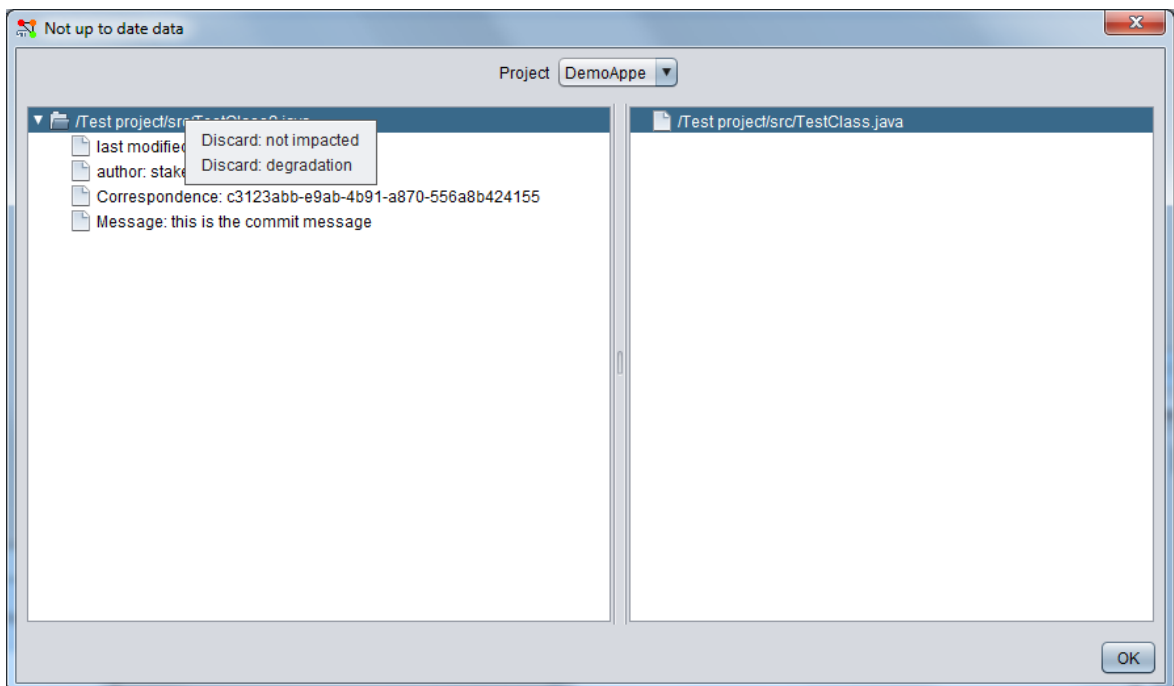 Not up to date data
Project DemoAppe
/Test project/src/
Discard: not impacted
last modified
Discard: degradation
author: stake
Correspondence: c3123abb-e9ab-4b91-a870-556a8b424155
Message: this is the commit message
/Test project/src/TestClass.java
OK